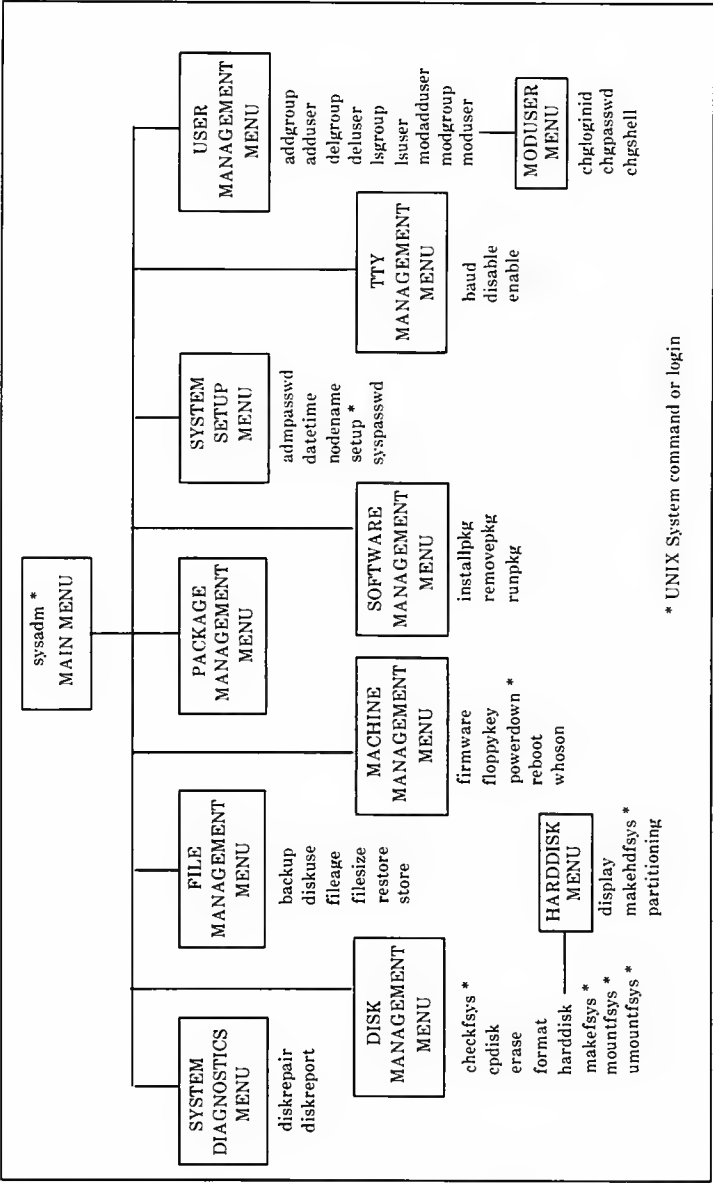 sysadm *
MAIN MENU
SYSTEM
DIAGNOSTICS
MENU
diskrepair
diskreport
DISK
MANAGEMENT
MENU
checkfsys *
cpdisk
erase
format
harddisk
makefsys *
mountfsys *
umountfsys *
HARDDISK
MENU
display
makehdfsys *
partitioning
FILE
MANAGEMENT
MENU
backup
diskuse
fileage
filesize
restore
store
MACHINE
MANAGEMENT
MENU
firmware
floppykey
powerdown *
reboot
whoson
PACKAGE
MANAGEMENT
MENU
SOFTWARE
MANAGEMENT
MENU
installpkg
removepkg
runpkg
SYSTEM
SETUP
MENU
admpasswd
datetime
nodename
setup *
syspasswd
TTY
MANAGEMENT
MENU
baud
disable
enable
USER
MANAGEMENT
MENU
addgroup
adduser
delgroup
deluser
lsgroup
lsuser
modadduser
modgroup
moduser
MODUSER
MENU
chgloginid
chgpasswd
chgshell
* UNIX System command or login